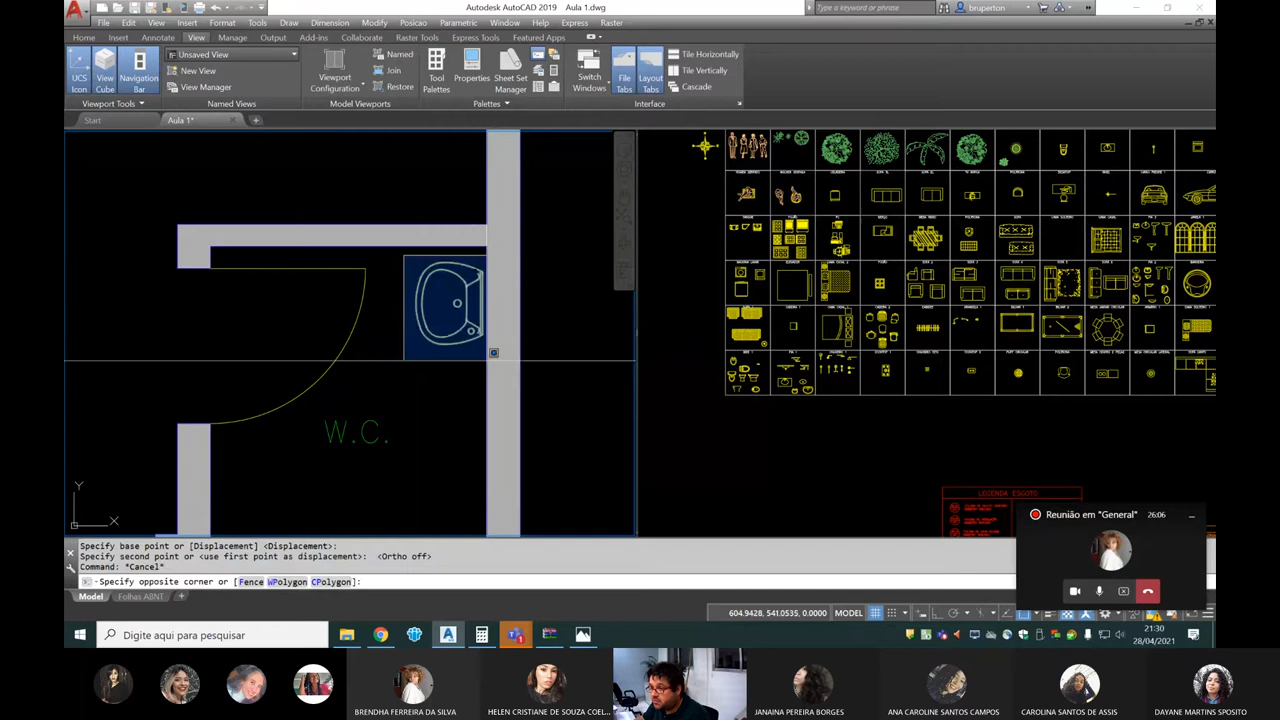 Autodesk AutoCAD 2019 Aula 1.dwg
Type a keyword or phrase
bruperton
File Edit View Insert Format Tools Draw Dimension Modify Posicao Parametric Window Help Express Raster
Home Insert Annotate View Manage Output Add-ins Collaborate Raster Tools Express Tools Featured Apps
UCS Icon
View Cube
Navigation Bar
Viewport Tools
Unsaved View
New View
View Manager
Named Views
Viewport Configuration
Named
Join
Restore
Model Viewports
Tool Palettes
Properties
Sheet Set Manager
Palettes
Switch Windows
File Tabs
Layout Tabs
Tile Horizontally
Tile Vertically
Cascade
Interface
Start Aula 1*
W.C.
Y
X
LEGENDA ESGOTO
Reunião em "General" 26:06
Specify base point or [Displacement] <Displacement>:
Specify second point or <use first point as displacement>: <Ortho off>
Command: *Cancel*
Specify opposite corner or [Fence WPolygon CPolygon]:
Model Folhas ABNT
604.9428, 541.0535, 0.0000 MODEL
Digite aqui para pesquisar
21:30
28/04/2021
BRENDHA FERREIRA DA SILVA
HELEN CRISTIANE DE SOUZA COEL...
JANAINA PEREIRA BORGES
ANA CAROLINE SANTOS CAMPOS
CAROLINA SANTOS DE ASSIS
DAYANE MARTINS SPOSITO